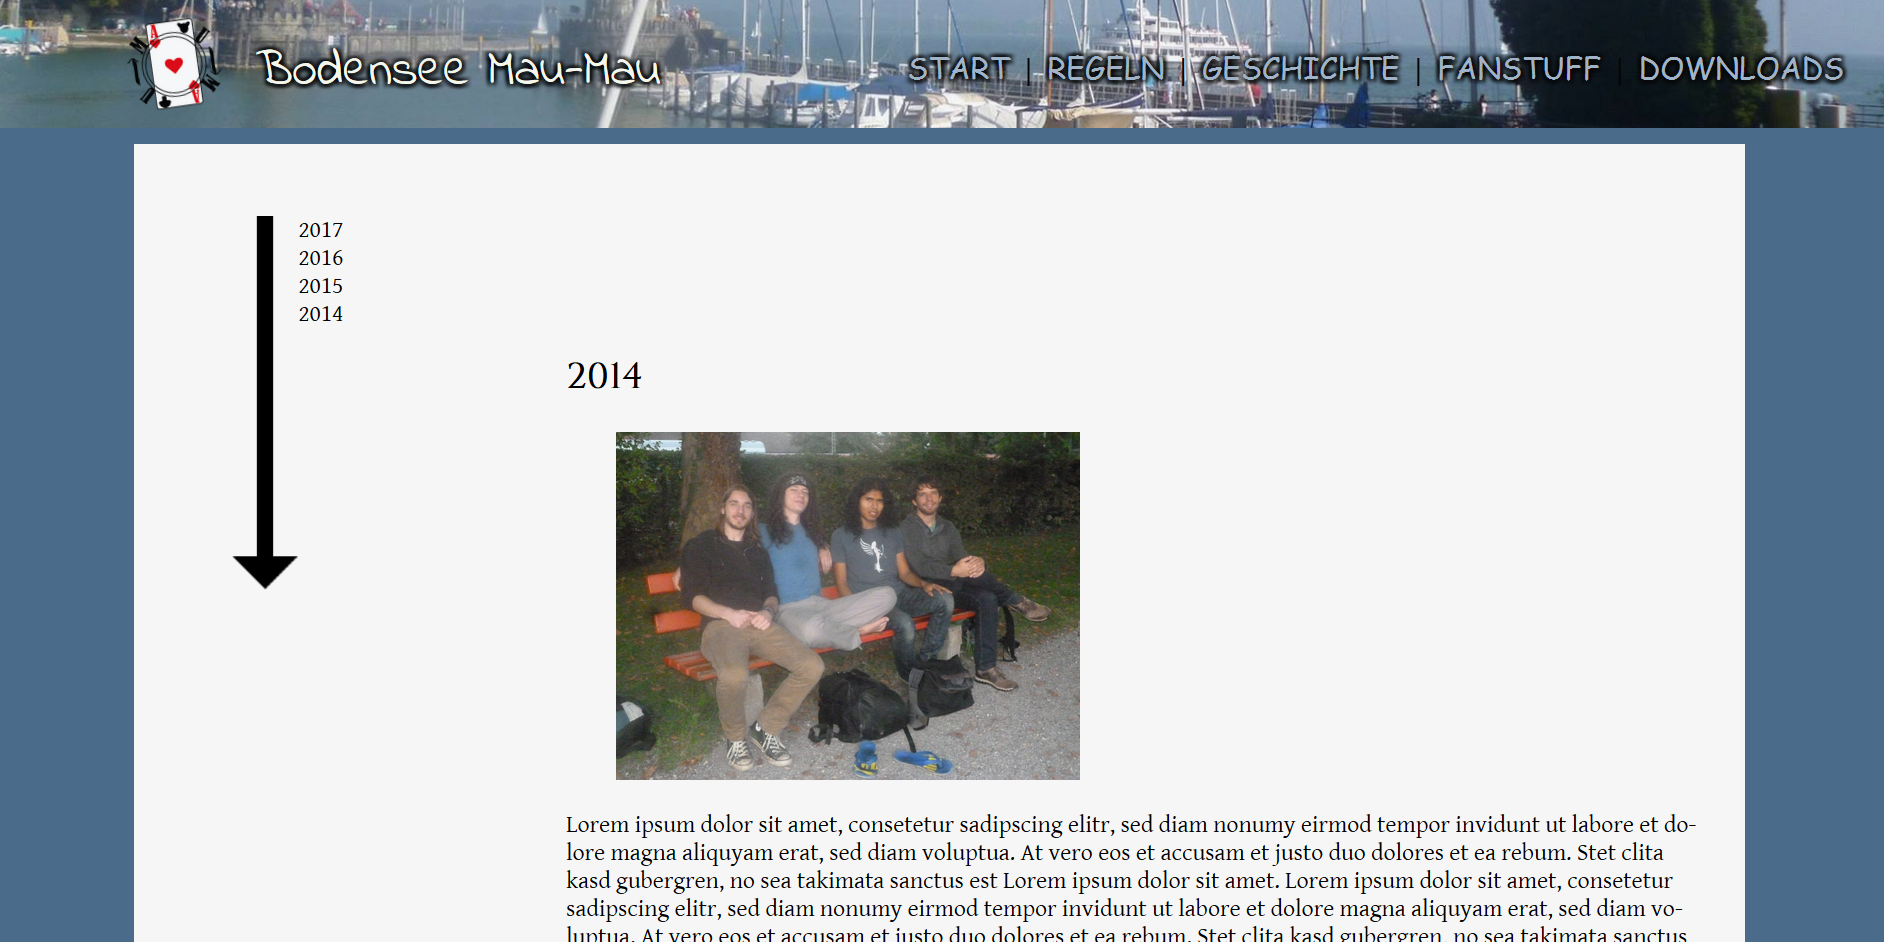 Bodensee Mau-Mau
START | REGELN | GESCHICHTE | FANSTUFF | DOWNLOADS
2017
2016
2015
2014
2014
Lorem ipsum dolor sit amet, consetetur sadipscing elitr, sed diam nonumy eirmod tempor invidunt ut labore et do-
lore magna aliquyam erat, sed diam voluptua. At vero eos et accusam et justo duo dolores et ea rebum. Stet clita
kasd gubergren, no sea takimata sanctus est Lorem ipsum dolor sit amet. Lorem ipsum dolor sit amet, consetetur
sadipscing elitr, sed diam nonumy eirmod tempor invidunt ut labore et dolore magna aliquyam erat, sed diam vo-
luptua. At vero eos et accusam et justo duo dolores et ea rebum. Stet clita kasd gubergren, no sea takimata sanctus